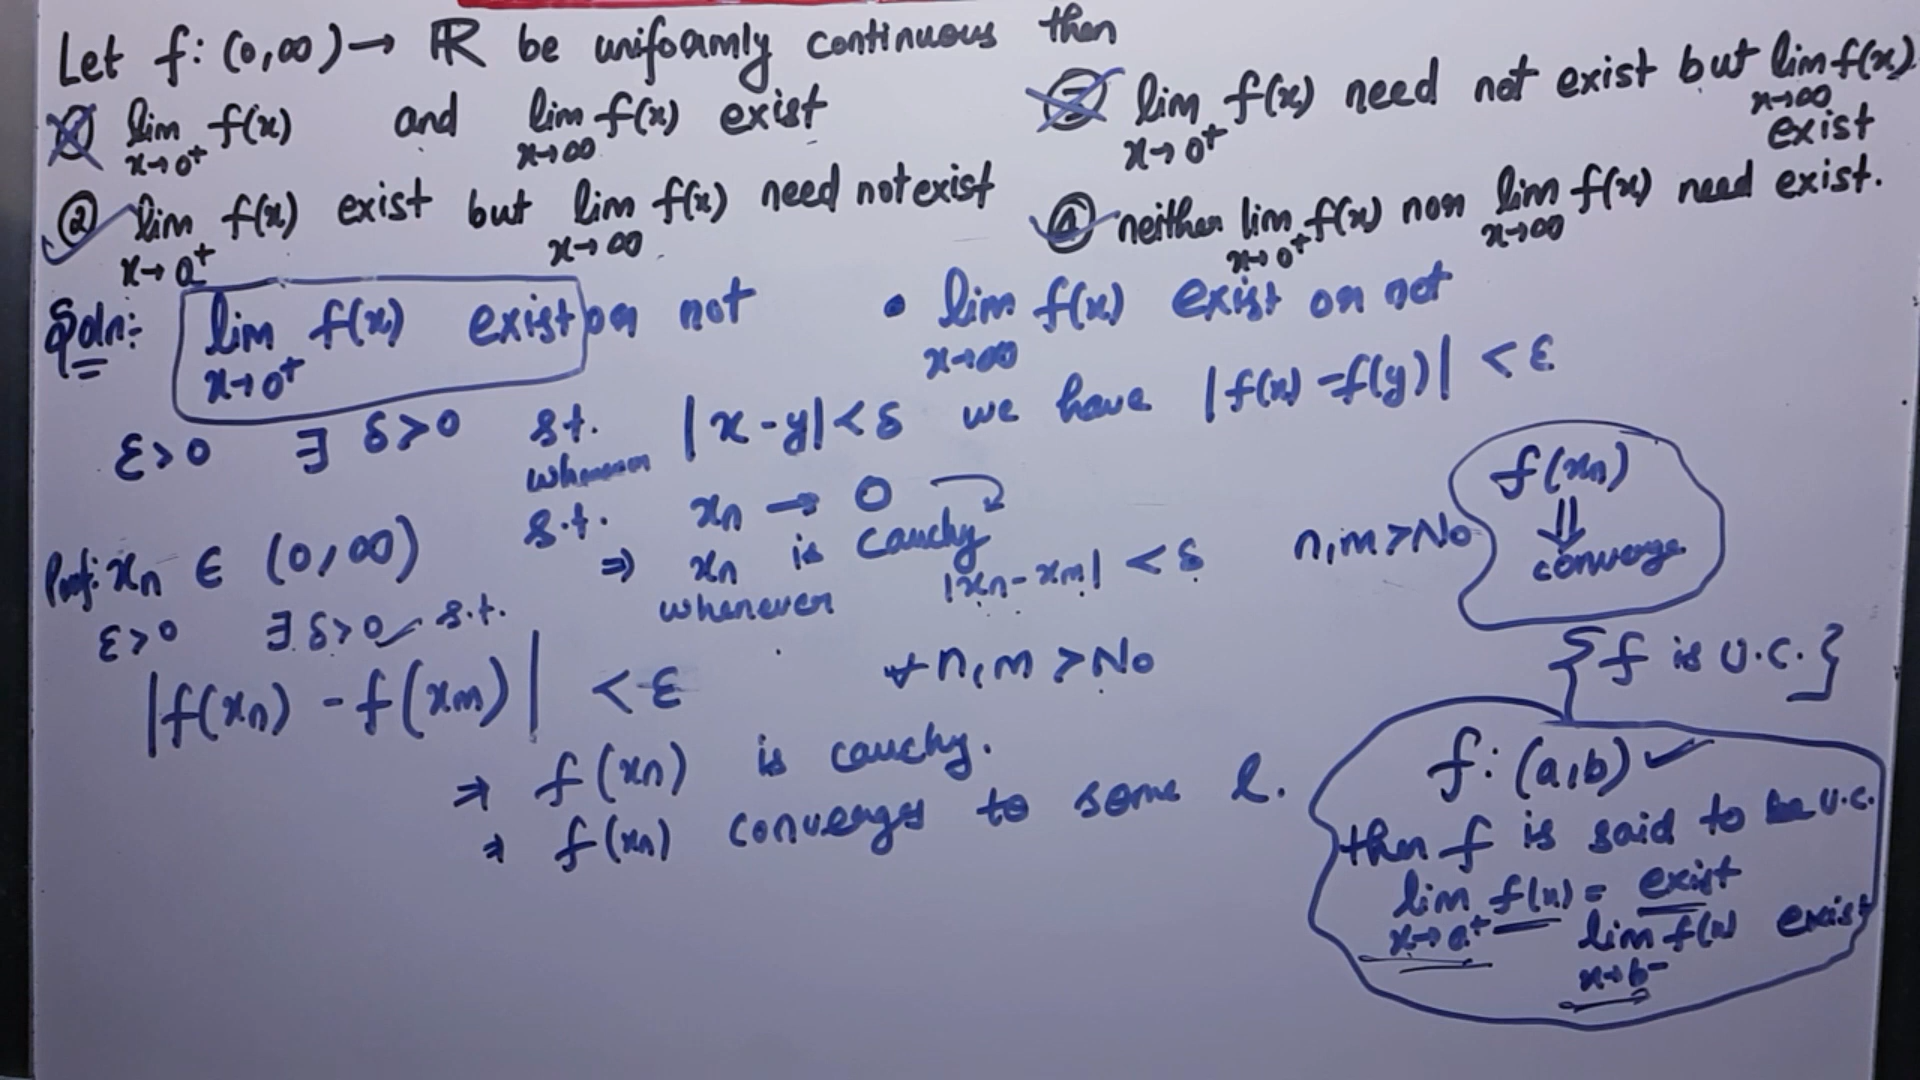 Let f: (0,∞) → ℝ be uniformly continuous then
① lim x→0⁺ f(x) and lim x→∞ f(x) exist
② lim x→a⁺ f(x) exist but lim x→∞ f(x) need not exist
③ lim x→0⁺ f(x) need not exist but lim x→∞ f(x) exist
④ neither lim x→0⁺ f(x) nor lim x→∞ f(x) need exist.
Soln:- lim x→0⁺ f(x) exist or not
• lim x→∞ f(x) exist or not
ε>0 ∃ δ>0 s.t. whenever |x-y|<δ we have |f(x)-f(y)| <ε
Prof: xn ∈ (0,∞) s.t. xn → 0
⇒ xn is cauchy
ε>0 ∃ δ>0 s.t. whenever |xn-xm| <δ n,m>No
|f(xn) - f(xm)| <ε ∀ n,m >No
⇒ f(xn) is cauchy.
⇒ f(xn) converges to some l.
f(xn)
⇓
converge
{f is U.C.}
f: (a,b)
then f is said to be U.C.
lim x→a⁺ f(x) = exist
lim x→b⁻ f(x) exist